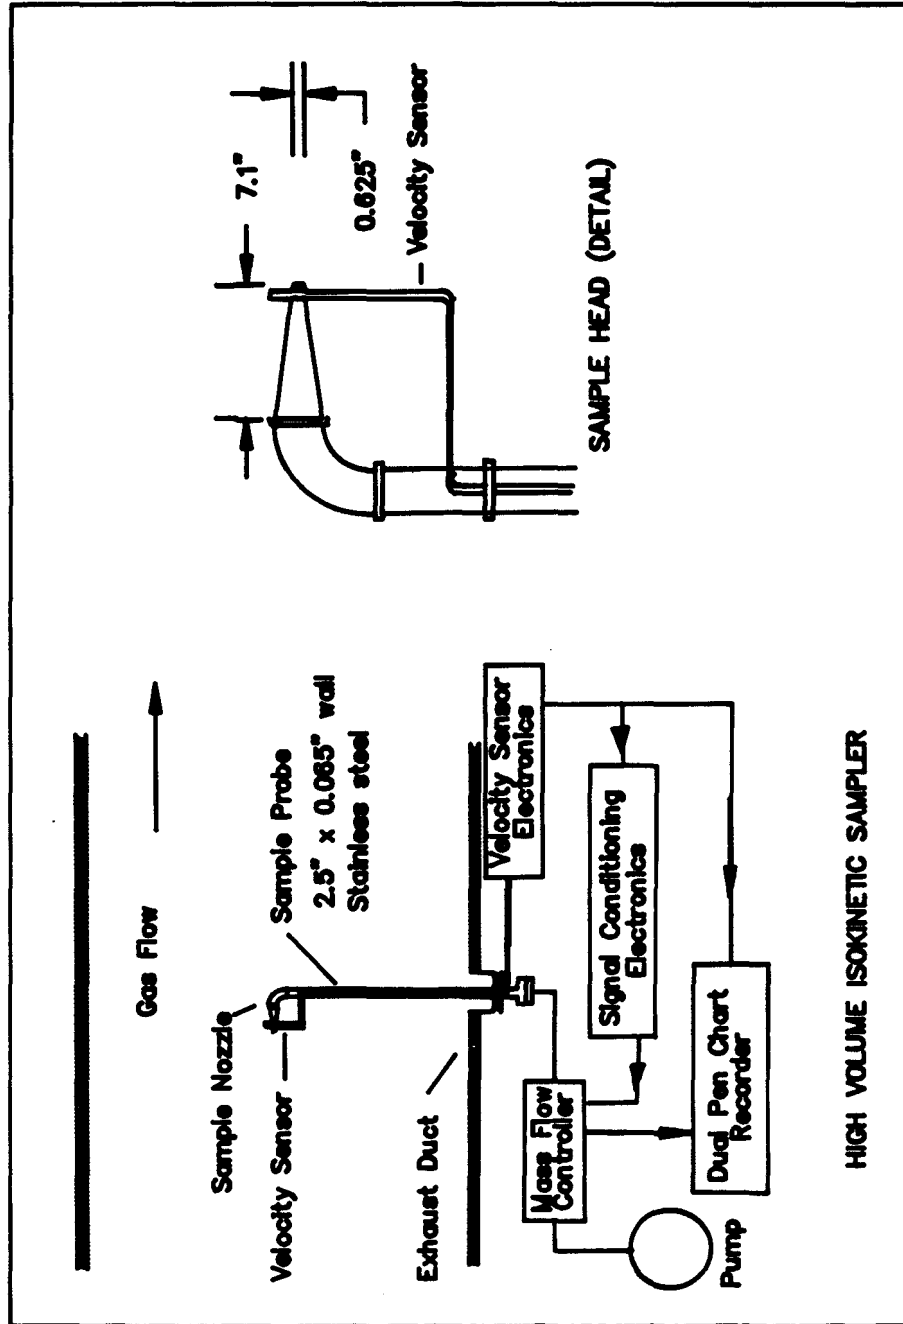 Gas Flow
Sample Nozzle
Velocity Sensor
Sample Probe
2.5" x 0.065" wall
Stainless steel
Exhaust Duct
Velocity Sensor
Electronics
Mass Flow
Controller
Signal Conditioning
Electronics
Pump
Dual Pen Chart
Recorder
HIGH VOLUME ISOKINETIC SAMPLER
7.1"
0.625"
Velocity Sensor
SAMPLE HEAD (DETAIL)